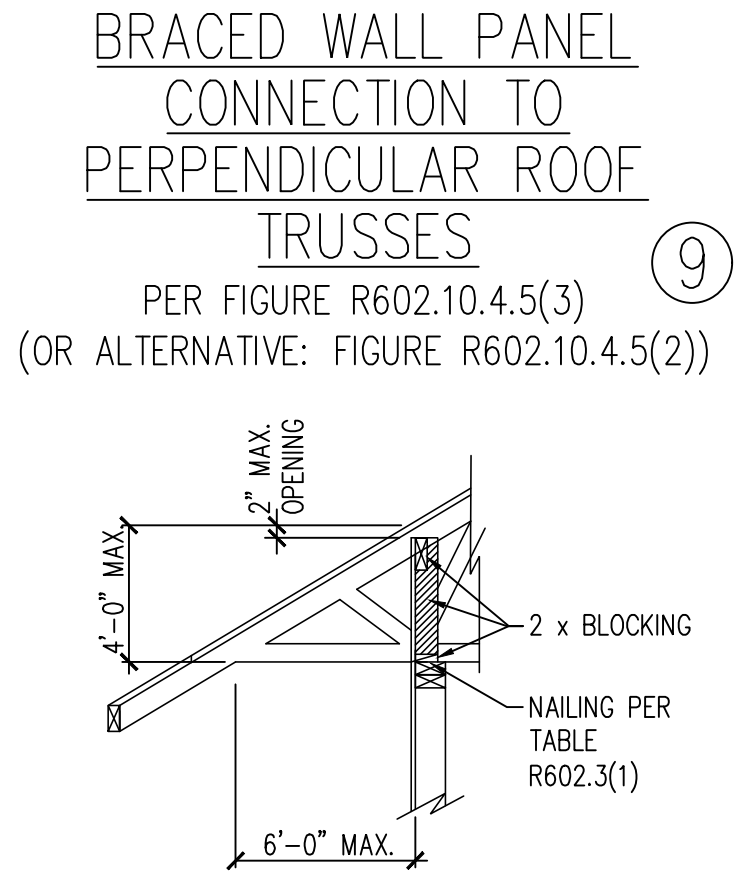 BRACED WALL PANEL
CONNECTION TO
PERPENDICULAR ROOF
TRUSSES
9
PER FIGURE R602.10.4.5(3)
(OR ALTERNATIVE: FIGURE R602.10.4.5(2))
2" MAX.
OPENING
4'-0" MAX.
2 x BLOCKING
NAILING PER
TABLE
R602.3(1)
6'-0" MAX.